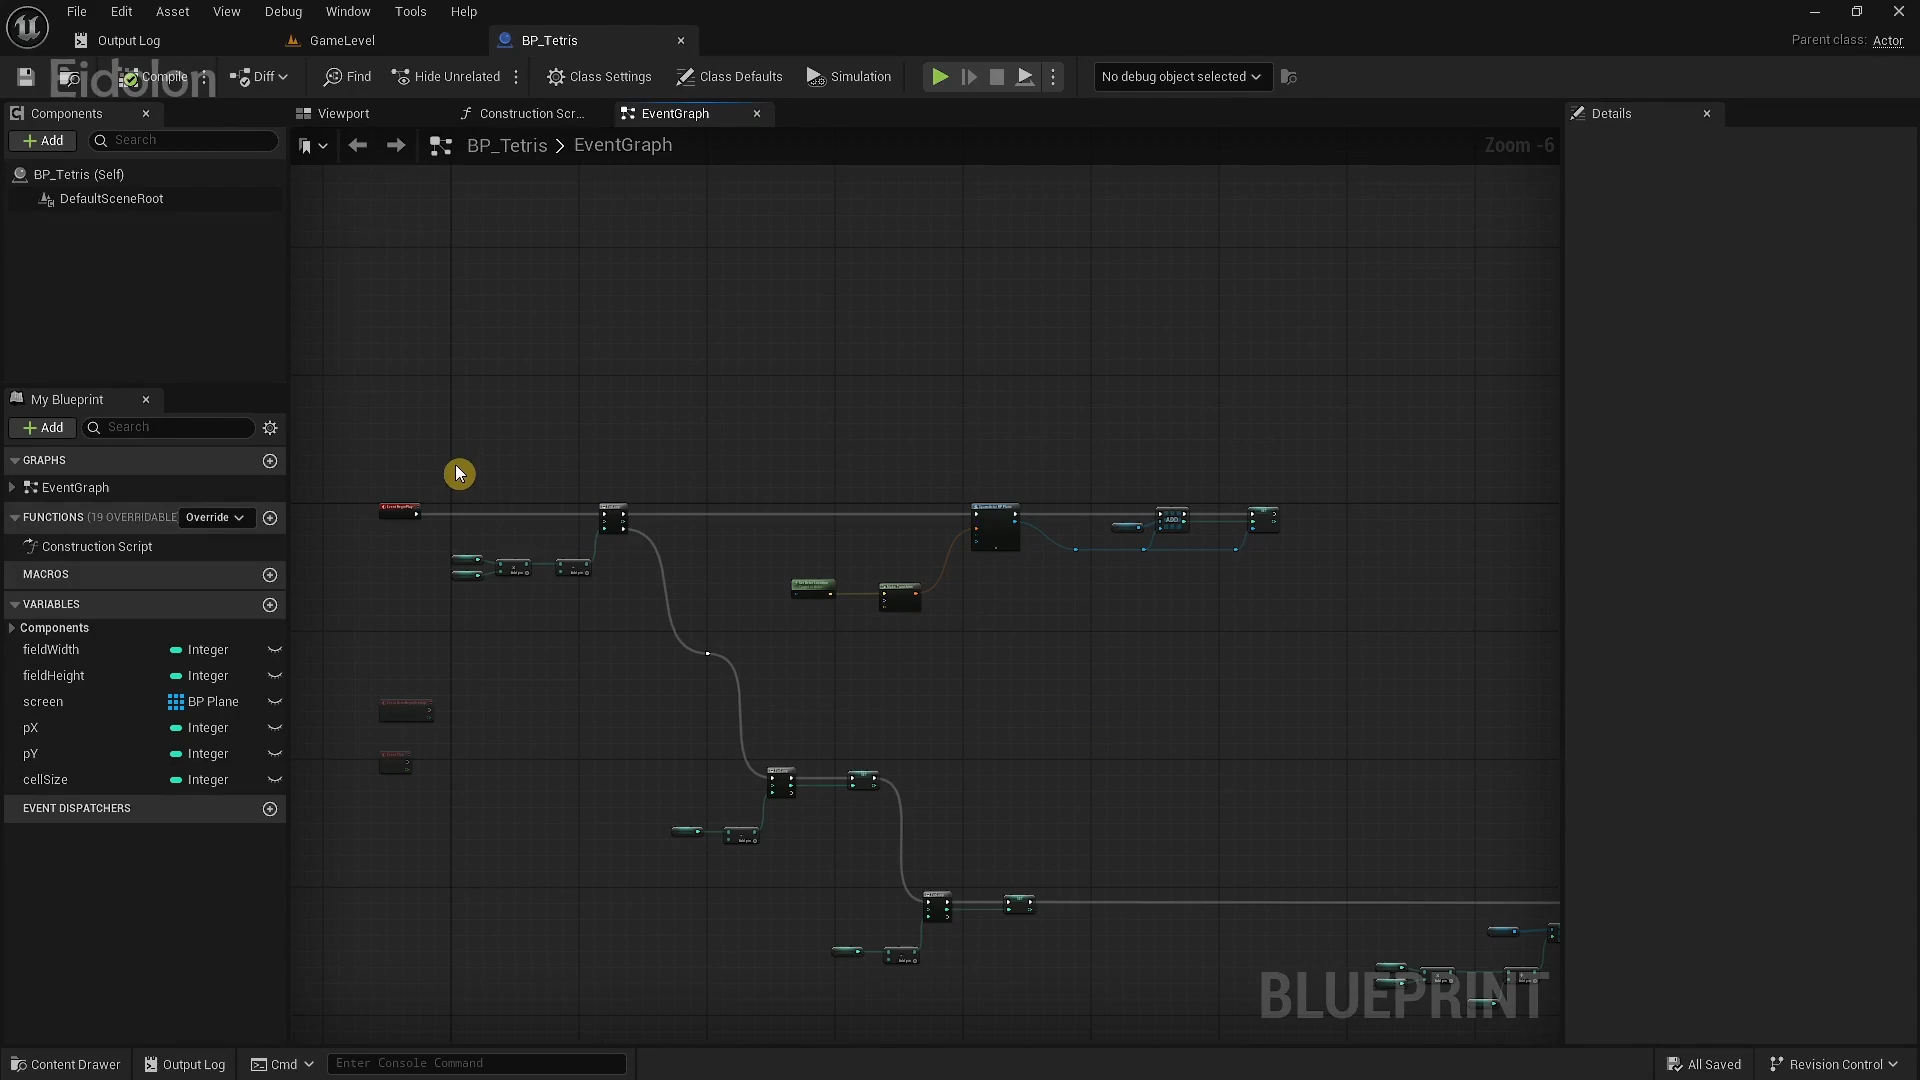 File Edit Asset View Debug Window Tools Help
Output Log GameLevel BP_Tetris Parent class: Actor
Eidolon
Compile Diff Find Hide Unrelated Class Settings Class Defaults Simulation No debug object selected
Components Viewport Construction Scr... EventGraph Details
Add Search BP_Tetris > EventGraph Zoom -6
BP_Tetris (Self)
DefaultSceneRoot
My Blueprint
Add Search
GRAPHS
EventGraph
FUNCTIONS (19 OVERRIDABLE Override
Construction Script
MACROS
VARIABLES
Components
fieldWidth Integer
fieldHeight Integer
screen BP Plane
pX Integer
pY Integer
cellSize Integer
EVENT DISPATCHERS
ADD
BLUEPRINT
Content Drawer Output Log Cmd Enter Console Command All Saved Revision Control